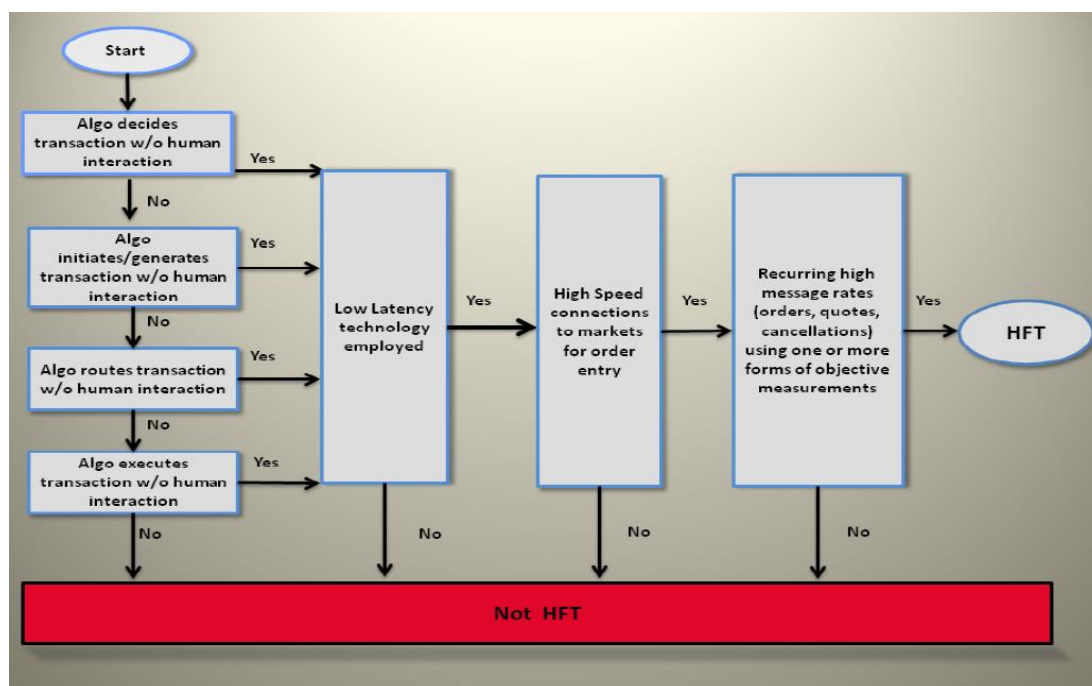 Start
Algo decides
transaction w/o human
interaction
Yes
No
Algo
initiates/generates
transaction w/o human
interaction
Yes
No
Algo routes transaction
w/o human interaction
Yes
No
Algo executes
transaction w/o human
interaction
Yes
No
Low Latency
technology
employed
Yes
No
High Speed
connections
to markets
for order
entry
Yes
No
Recurring high
message rates
(orders, quotes,
cancellations)
using one or more
forms of objective
measurements
Yes
No
HFT
Not HFT